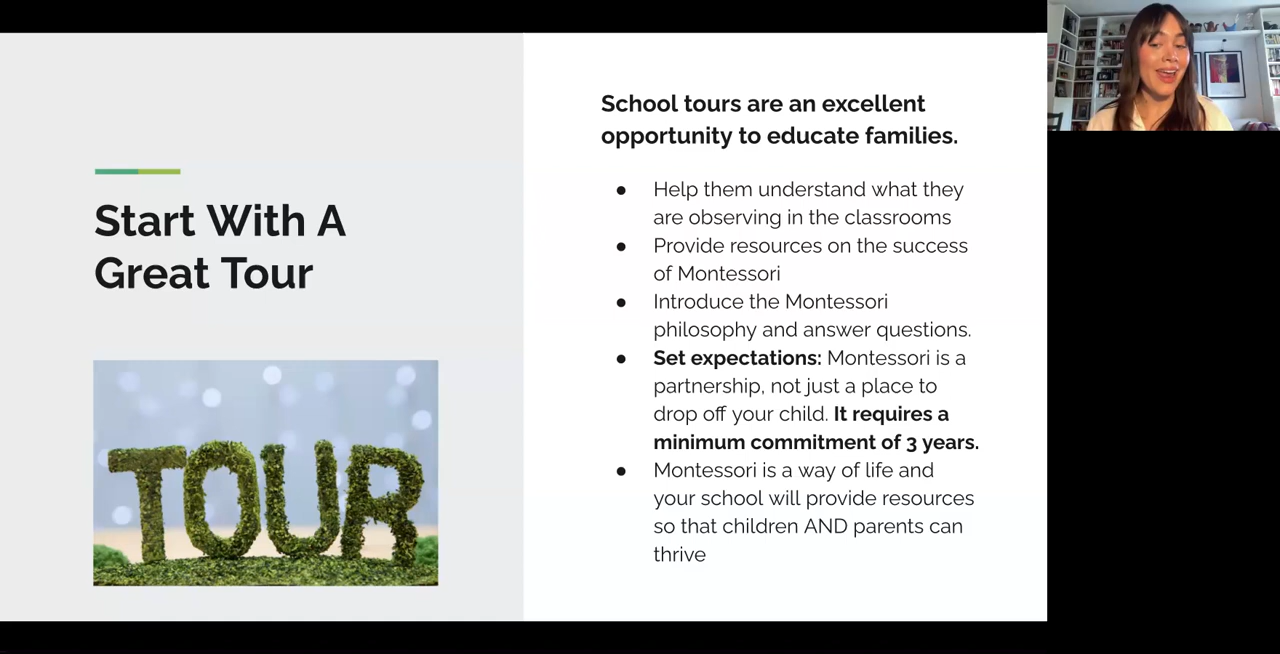 Start With A
Great Tour
TOUR
School tours are an excellent
opportunity to educate families.
● Help them understand what they
are observing in the classrooms
● Provide resources on the success
of Montessori
● Introduce the Montessori
philosophy and answer questions.
● Set expectations: Montessori is a
partnership, not just a place to
drop off your child. It requires a
minimum commitment of 3 years.
● Montessori is a way of life and
your school will provide resources
so that children AND parents can
thrive